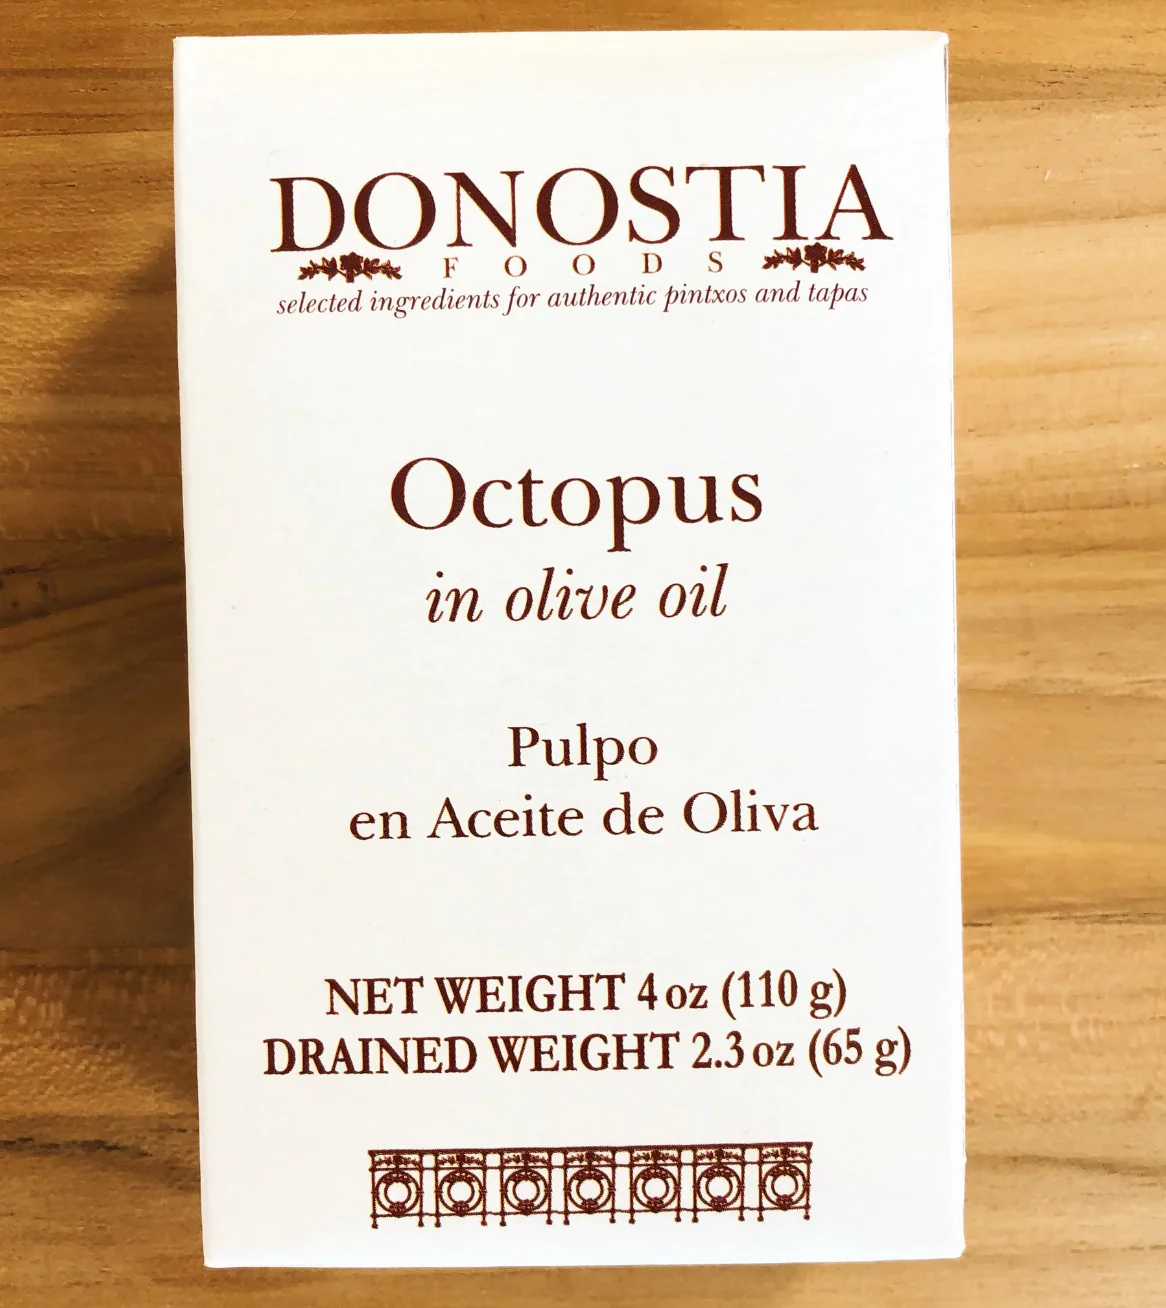 DONOSTIA
FOODS
selected ingredients for authentic pintxos and tapas
Octopus
in olive oil
Pulpo
en Aceite de Oliva
NET WEIGHT 4 oz (110 g)
DRAINED WEIGHT 2.3 oz (65 g)